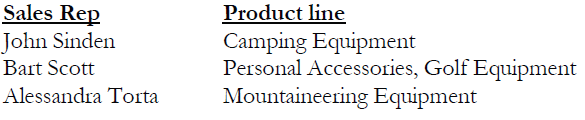 Sales Rep Product line
John Sinden Camping Equipment
Bart Scott Personal Accessories, Golf Equipment
Alessandra Torta Mountaineering Equipment